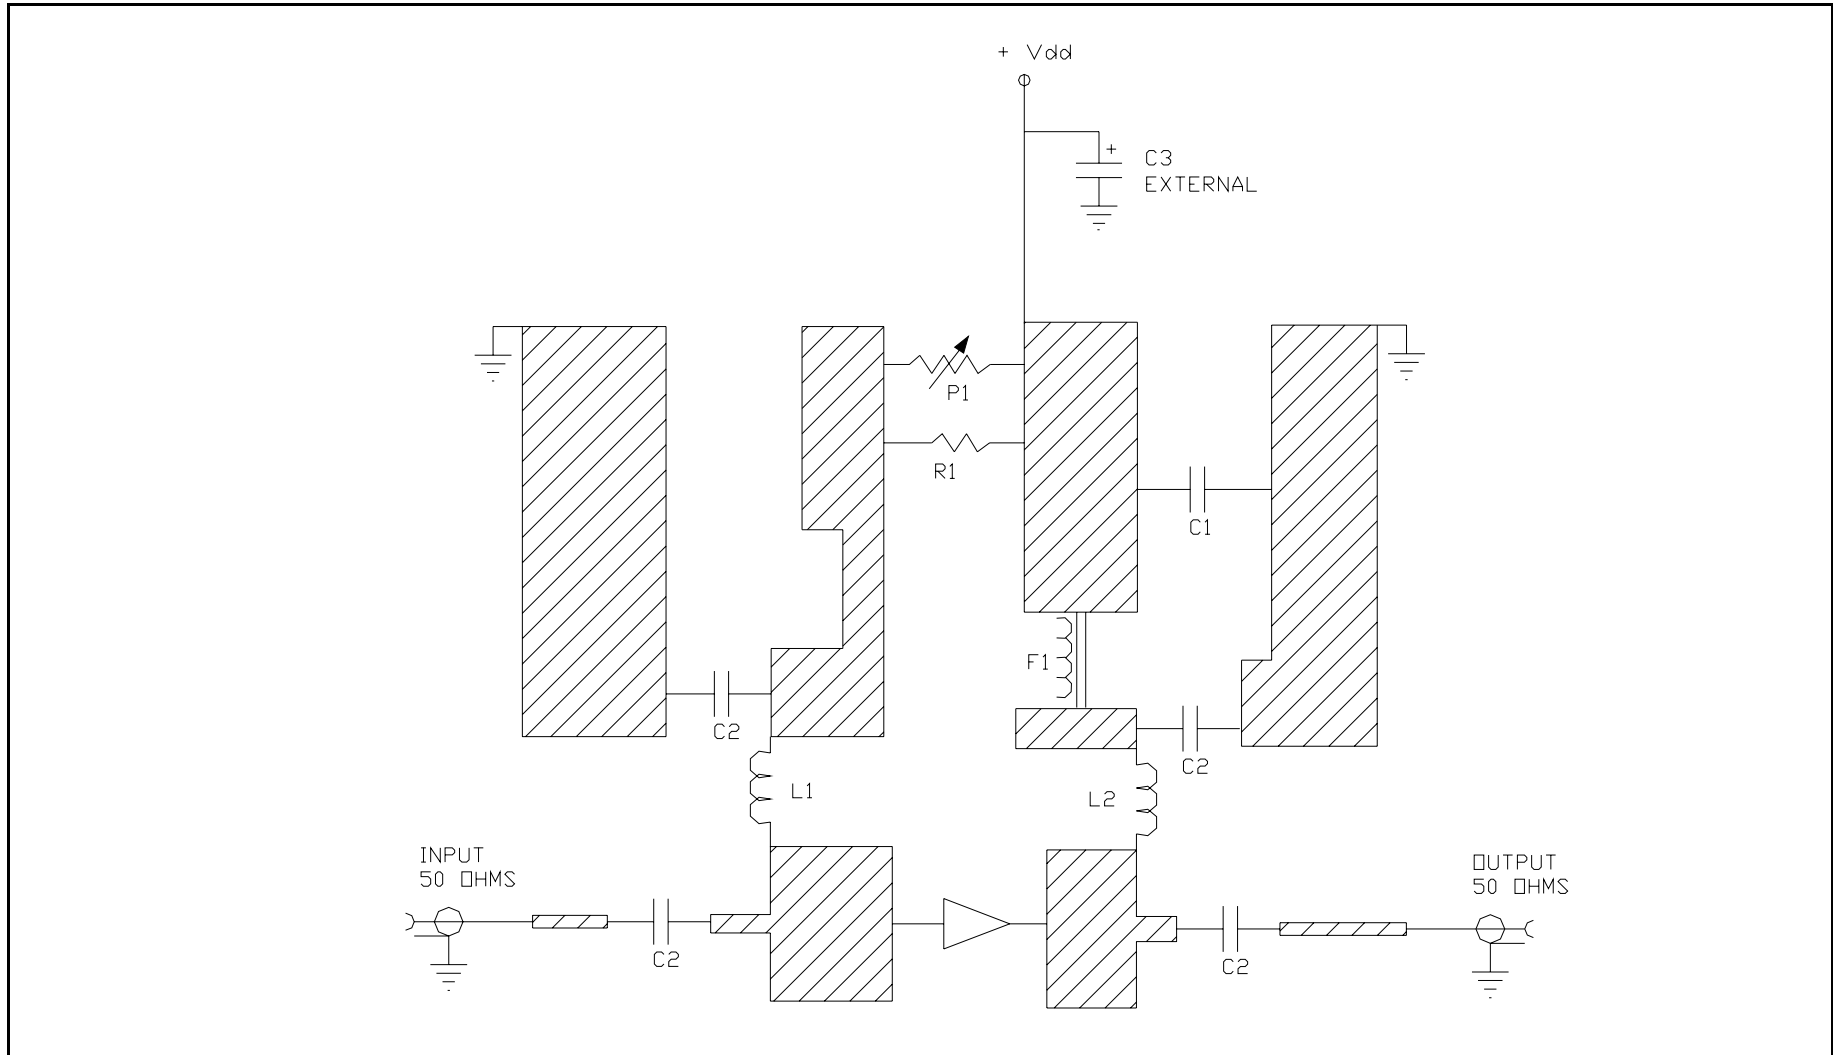 + Vdd
+
C3
EXTERNAL
P1
R1
C1
F1
C2
C2
L1
L2
INPUT
50 OHMS
OUTPUT
50 OHMS
C2
C2